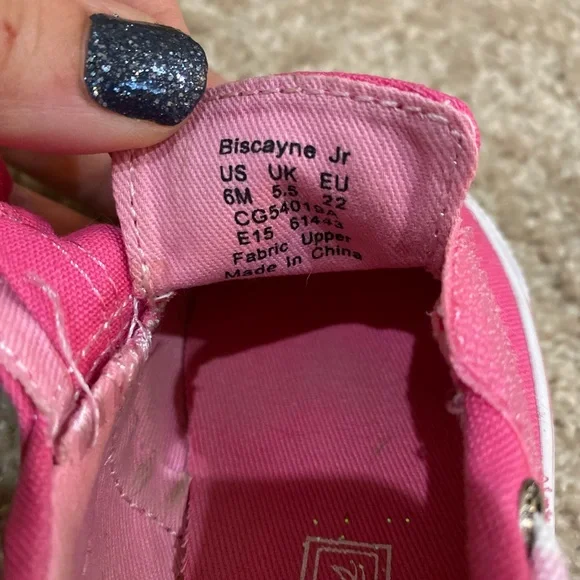 Biscayne Jr
US UK EU
6M 5.5 22
CG54019A
E15 61443
Fabric Upper
Made In China